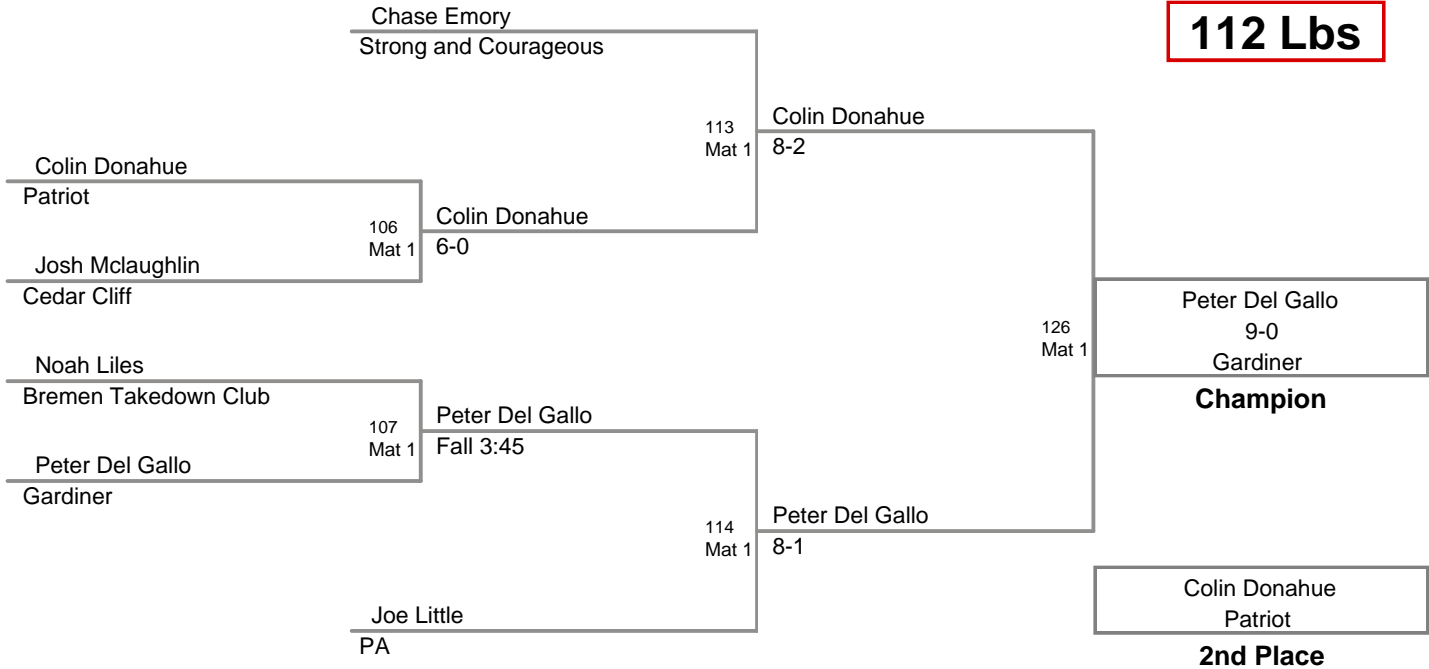 Chase Emory
112 Lbs
Strong and Courageous
113
Mat 1
Colin Donahue
8-2
Colin Donahue
Patriot
106
Mat 1
Colin Donahue
6-0
Josh Mclaughlin
Cedar Cliff
Noah Liles
Bremen Takedown Club
107
Mat 1
Peter Del Gallo
Fall 3:45
Peter Del Gallo
Gardiner
126
Mat 1
Peter Del Gallo
9-0
Gardiner
Champion
114
Mat 1
Peter Del Gallo
8-1
Joe Little
PA
Colin Donahue
Patriot
2nd Place